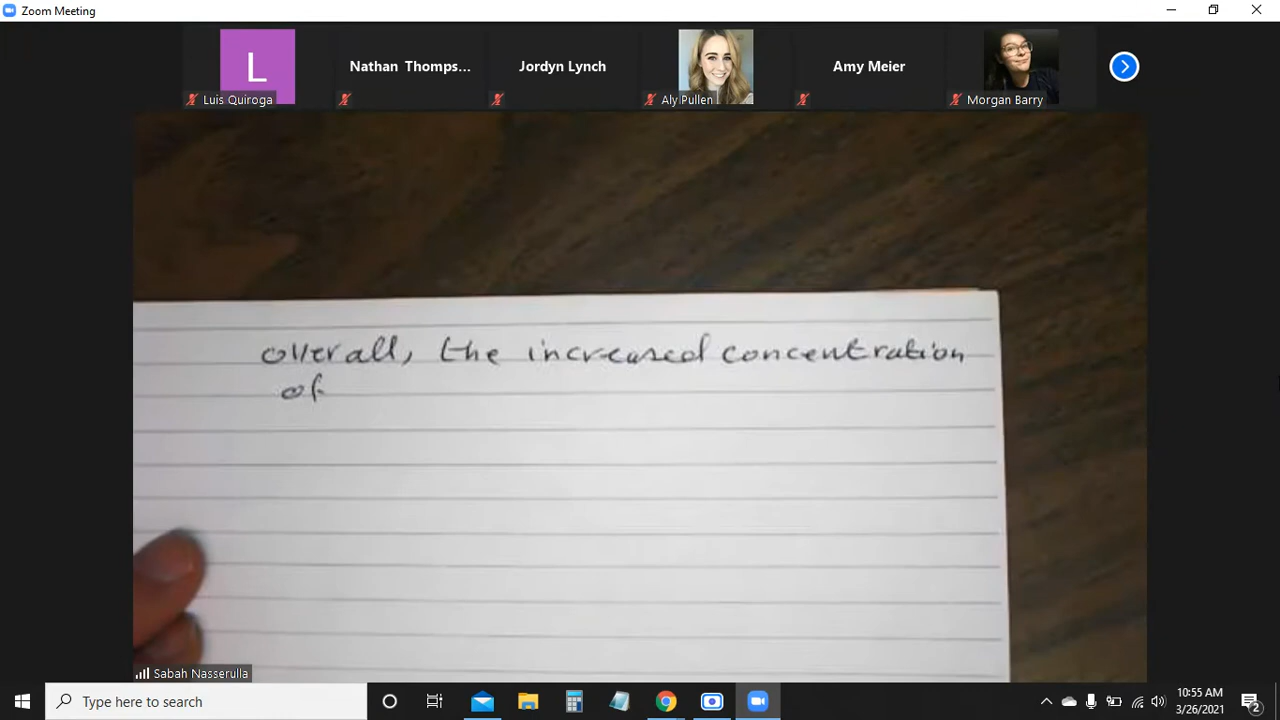 Zoom Meeting
L
Luis Quiroga
Nathan Thomps...
Jordyn Lynch
Aly Pullen
Amy Meier
Morgan Barry
overall, the increased concentration
of
Sabah Nasserulla
Type here to search
10:55 AM
3/26/2021
2